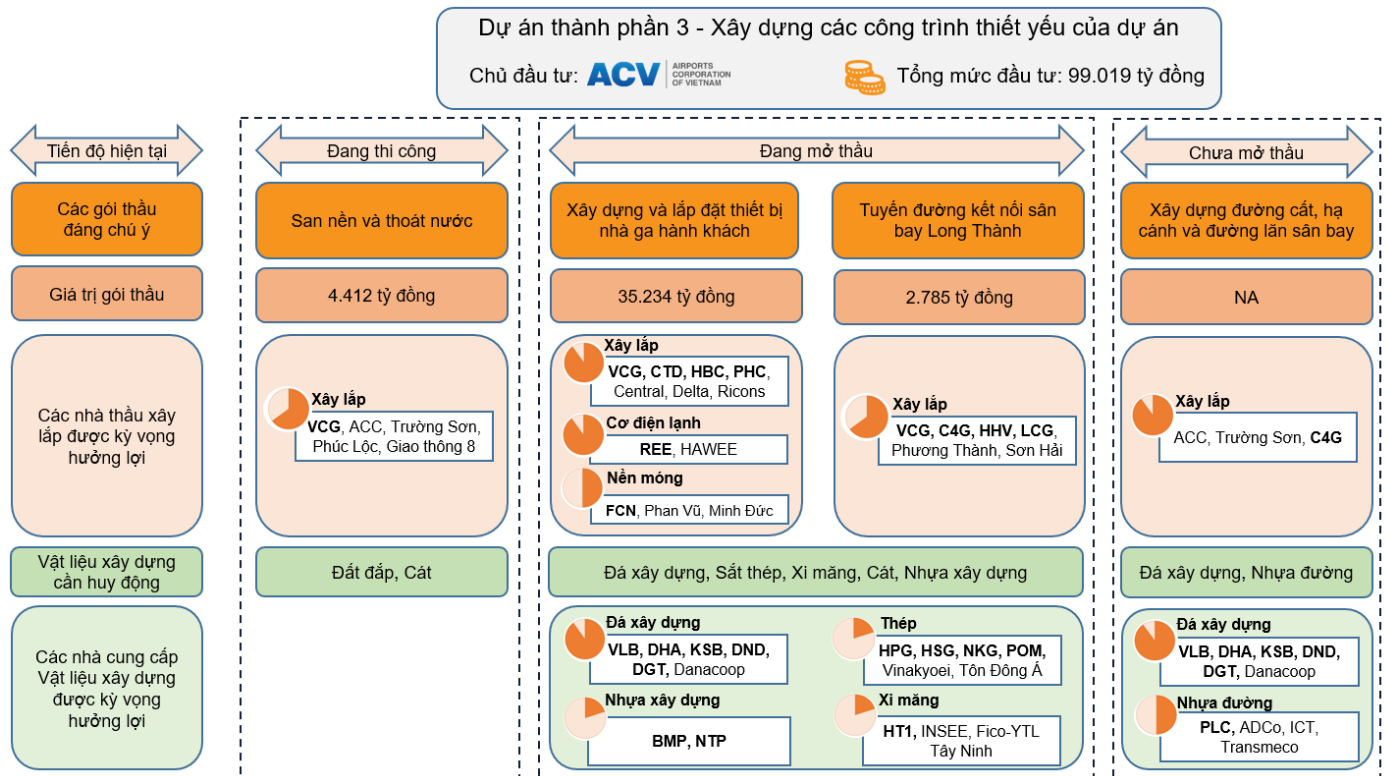 Dự án thành phần 3 - Xây dựng các công trình thiết yếu của dự án
Chủ đầu tư: ACV AIRPORTS CORPORATION OF VIETNAM
Tổng mức đầu tư: 99.019 tỷ đồng
Tiến độ hiện tại
Đang thi công
Đang mở thầu
Chưa mở thầu
Các gói thầu
đáng chú ý
San nền và thoát nước
Xây dựng và lắp đặt thiết bị
nhà ga hành khách
Tuyến đường kết nối sân
bay Long Thành
Xây dựng đường cất, hạ
cánh và đường lăn sân bay
Giá trị gói thầu
4.412 tỷ đồng
35.234 tỷ đồng
2.785 tỷ đồng
NA
Các nhà thầu xây
lắp được kỳ vọng
hưởng lợi
Xây lắp
VCG, ACC, Trường Sơn,
Phúc Lộc, Giao thông 8
Xây lắp
VCG, CTD, HBC, PHC,
Central, Delta, Ricons
Cơ điện lạnh
REE, HAWEE
Nền móng
FCN, Phan Vũ, Minh Đức
Xây lắp
VCG, C4G, HHV, LCG,
Phương Thành, Sơn Hải
Xây lắp
ACC, Trường Sơn, C4G
Vật liệu xây dựng
cần huy động
Đất đắp, Cát
Đá xây dựng, Sắt thép, Xi măng, Cát, Nhựa xây dựng
Đá xây dựng, Nhựa đường
Các nhà cung cấp
Vật liệu xây dựng
được kỳ vọng
hưởng lợi
Đá xây dựng
VLB, DHA, KSB, DND,
DGT, Danacoop
Nhựa xây dựng
BMP, NTP
Thép
HPG, HSG, NKG, POM,
Vinakyoei, Tôn Đông Á
Xi măng
HT1, INSEE, Fico-YTL
Tây Ninh
Đá xây dựng
VLB, DHA, KSB, DND,
DGT, Danacoop
Nhựa đường
PLC, ADCo, ICT,
Transmeco